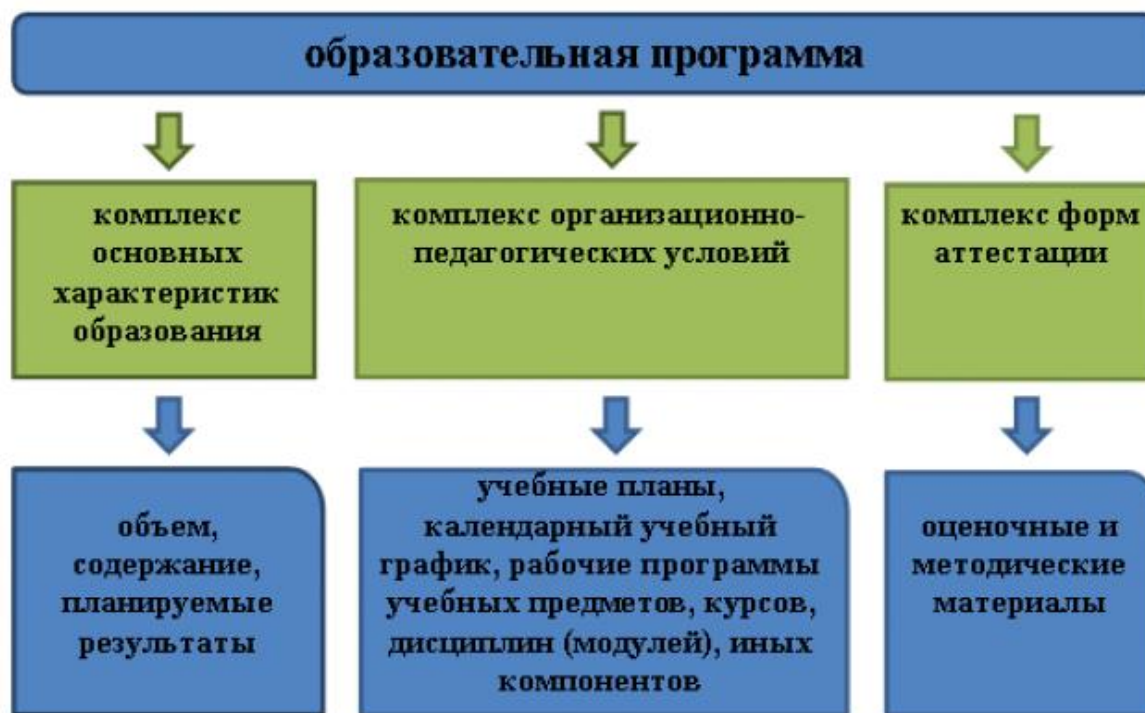 образовательная программа
комплекс
основных
характеристик
образования
комплекс организационно-
педагогических условий
комплекс форм
аттестации
объем,
содержание,
планируемые
результаты
учебные планы,
календарный учебный
график, рабочие программы
учебных предметов, курсов,
дисциплин (модулей), иных
компонентов
оценочные и
методические
материалы